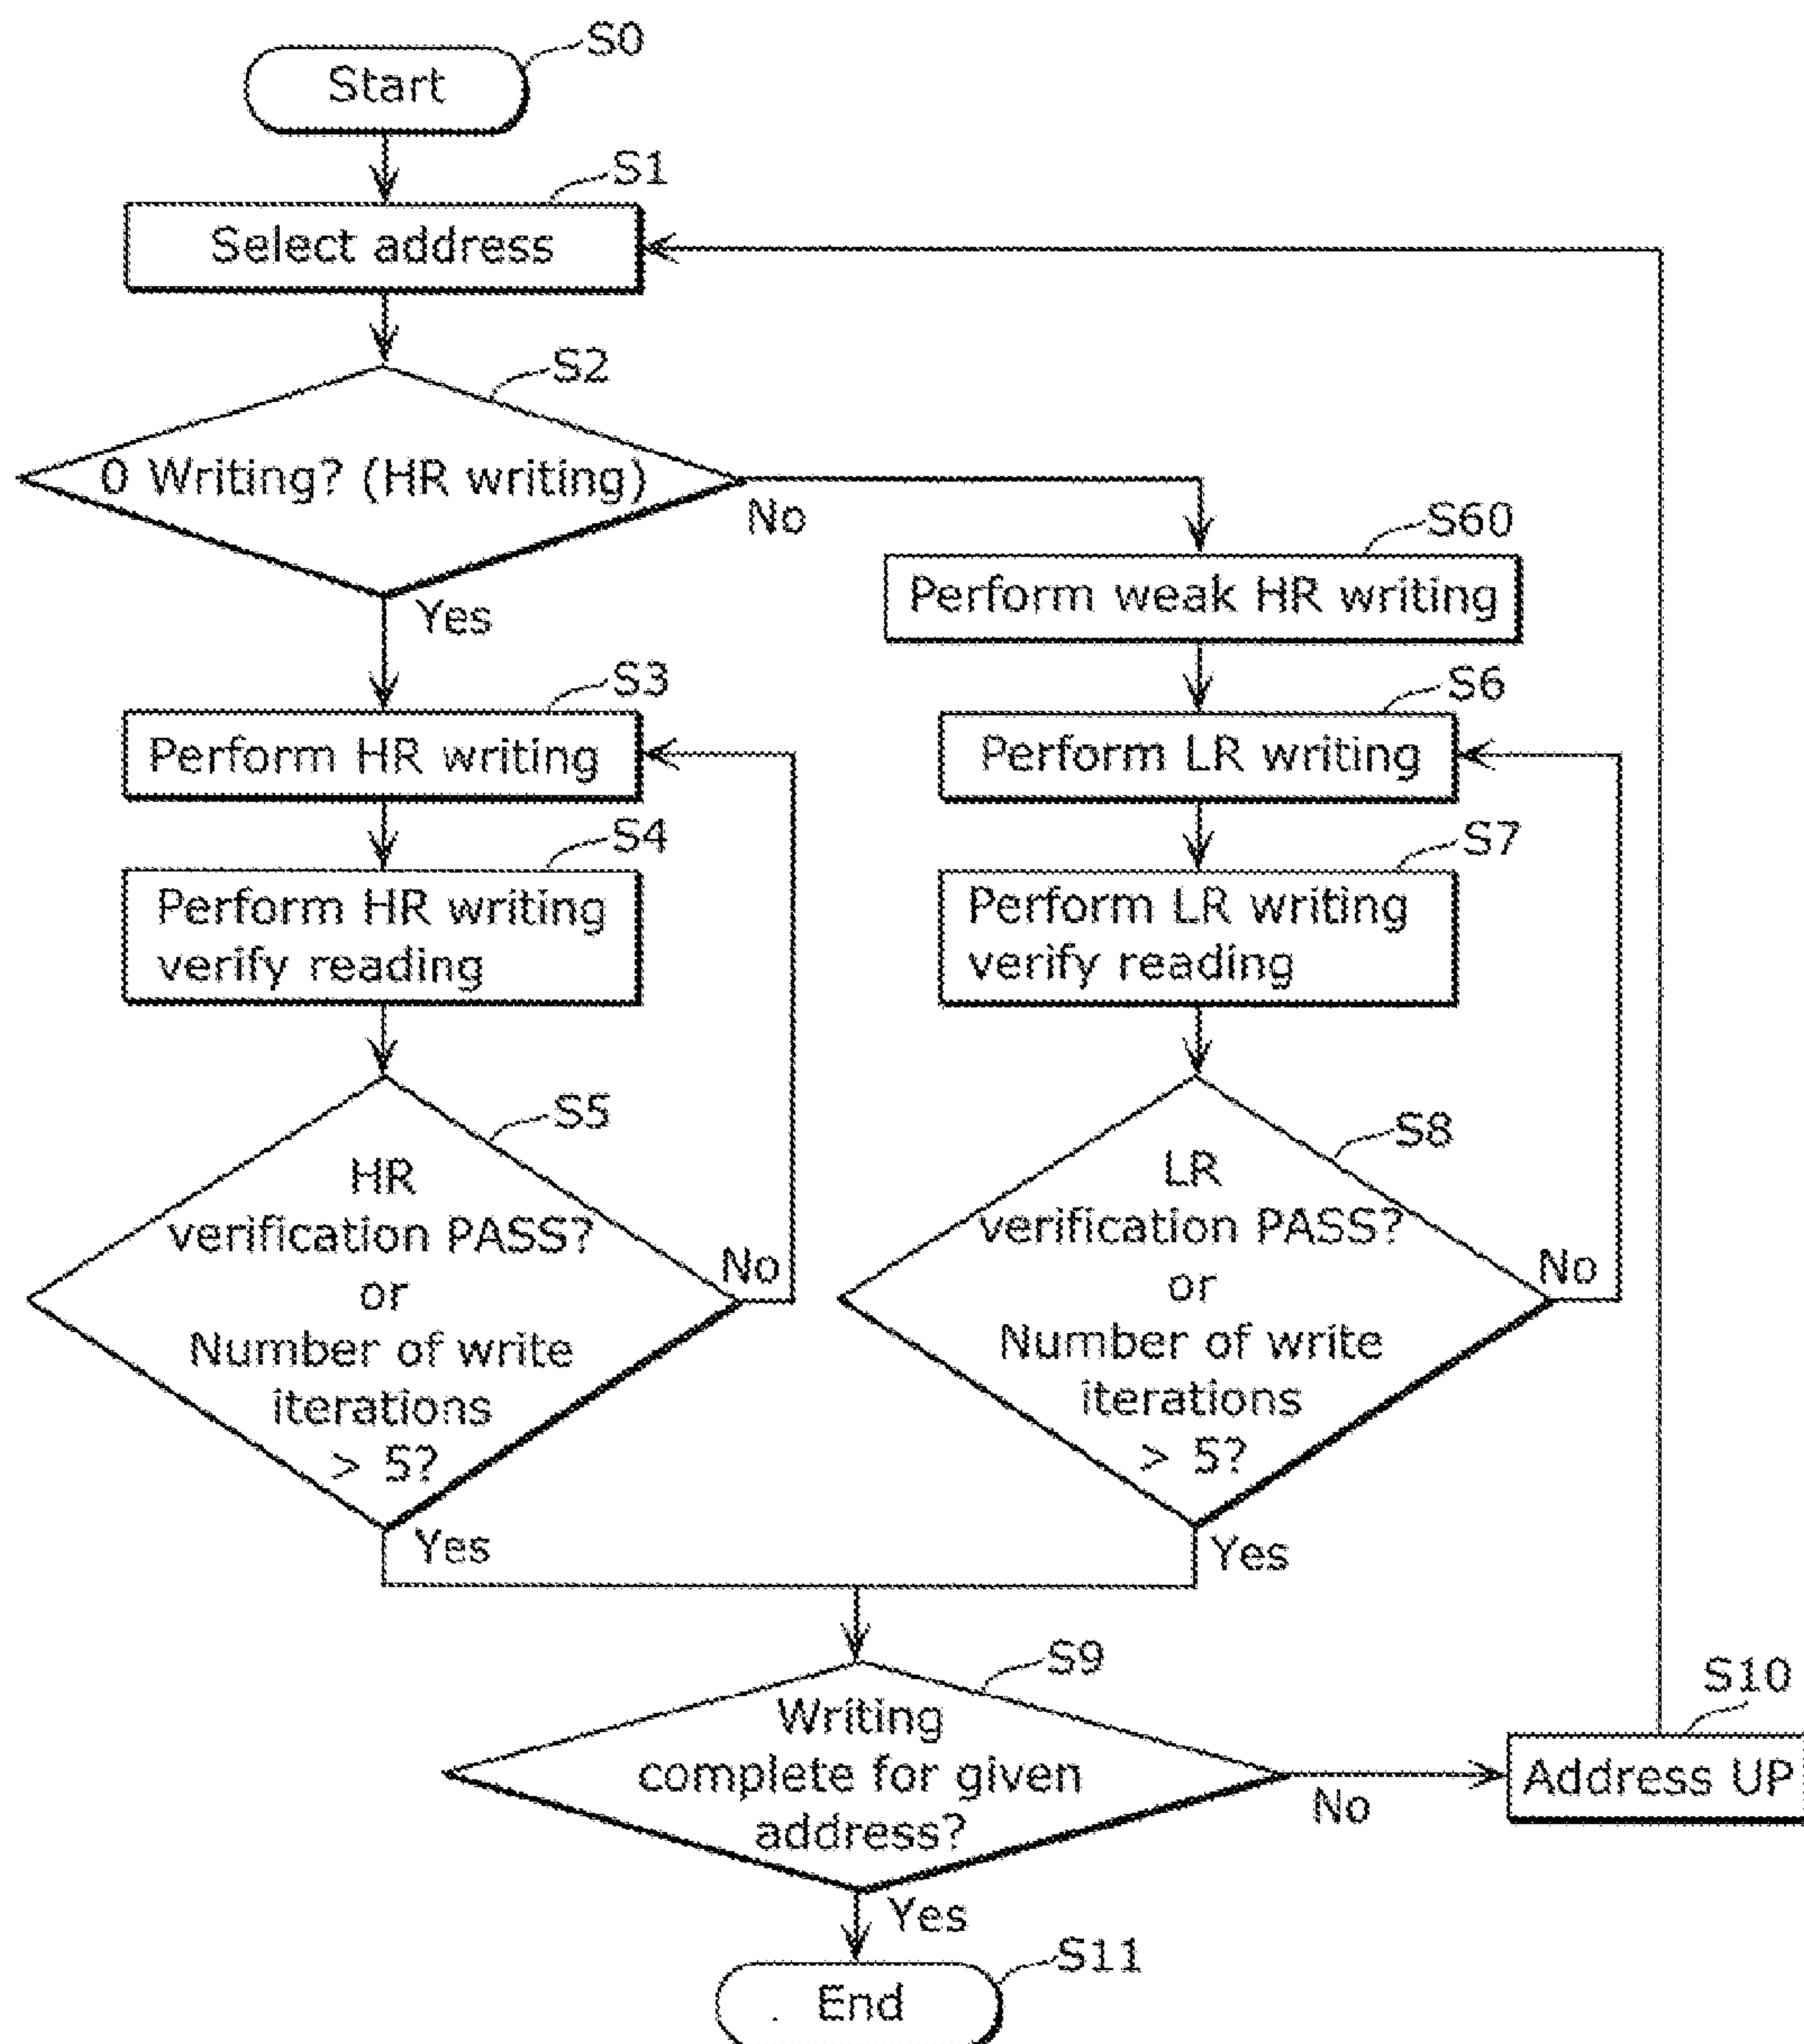 S0
Start
S1
Select address
S2
0 Writing? (HR writing)
No
Yes
S60
Perform weak HR writing
S3
Perform HR writing
S6
Perform LR writing
S4
Perform HR writing
verify reading
S7
Perform LR writing
verify reading
S5
HR
verification PASS?
or
Number of write
iterations
> 5?
No
Yes
S8
LR
verification PASS?
or
Number of write
iterations
> 5?
No
Yes
S9
Writing
complete for given
address?
No
Yes
S10
Address UP
S11
End